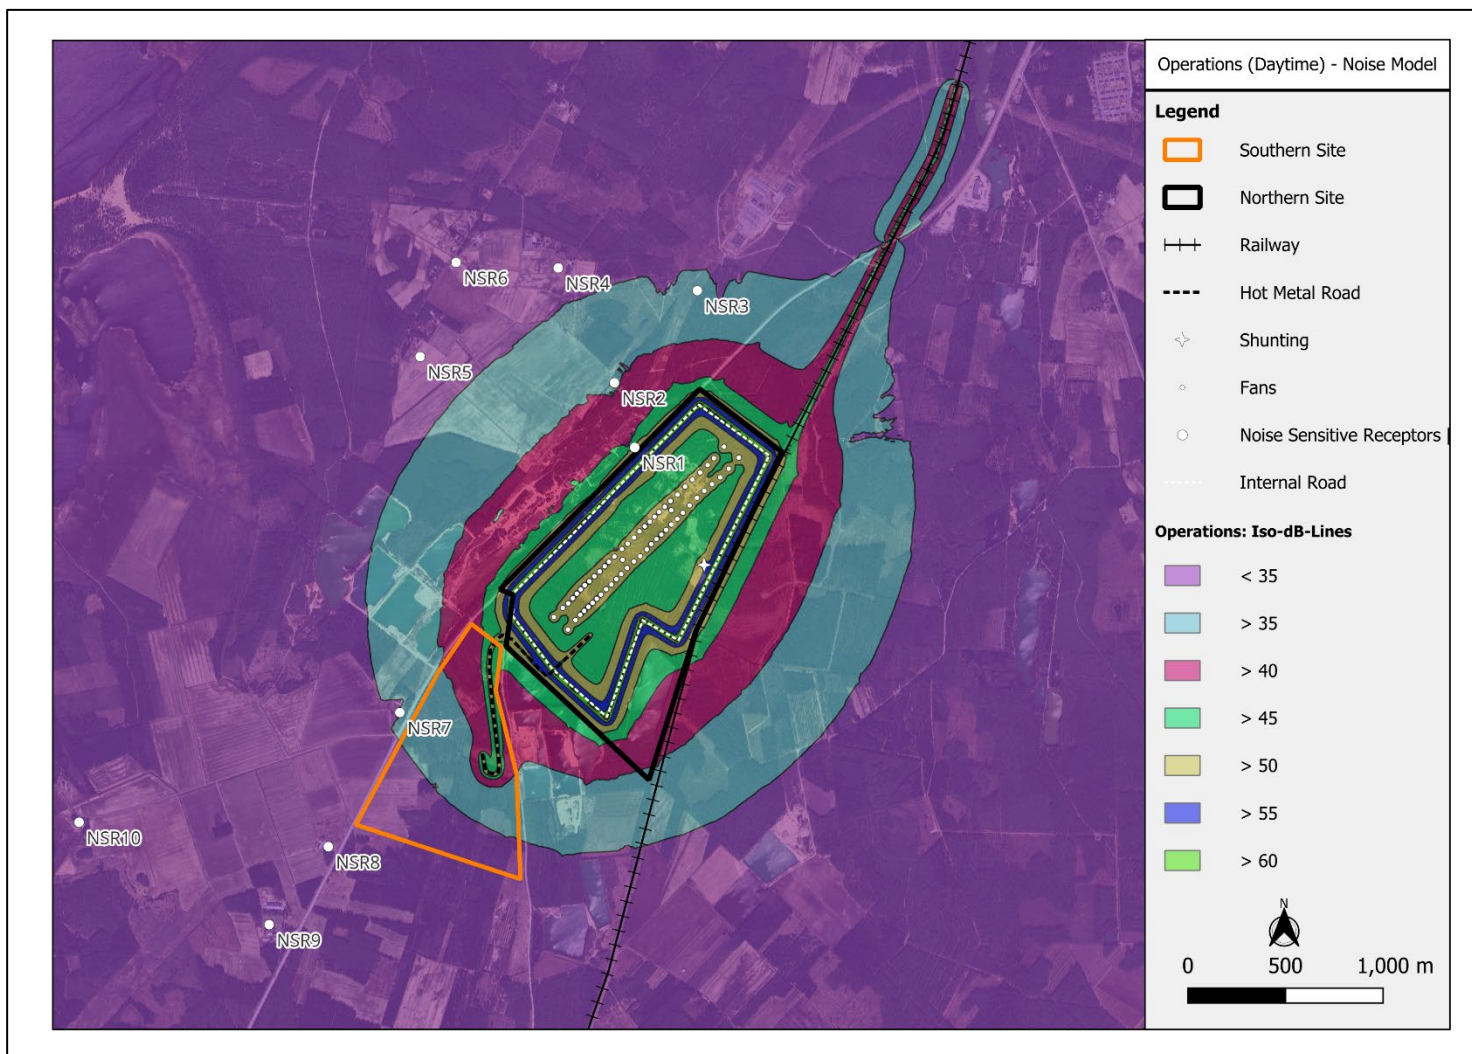 Operations (Daytime) - Noise Model
Legend
Southern Site
Northern Site
Railway
Hot Metal Road
Shunting
Fans
Noise Sensitive Receptors [
Internal Road
Operations: Iso-dB-Lines
< 35
> 35
> 40
> 45
> 50
> 55
> 60
N
0 500 1,000 m
NSR6
NSR4
NSR3
NSR5
NSR2
NSR1
NSR7
NSR10
NSR8
NSR9